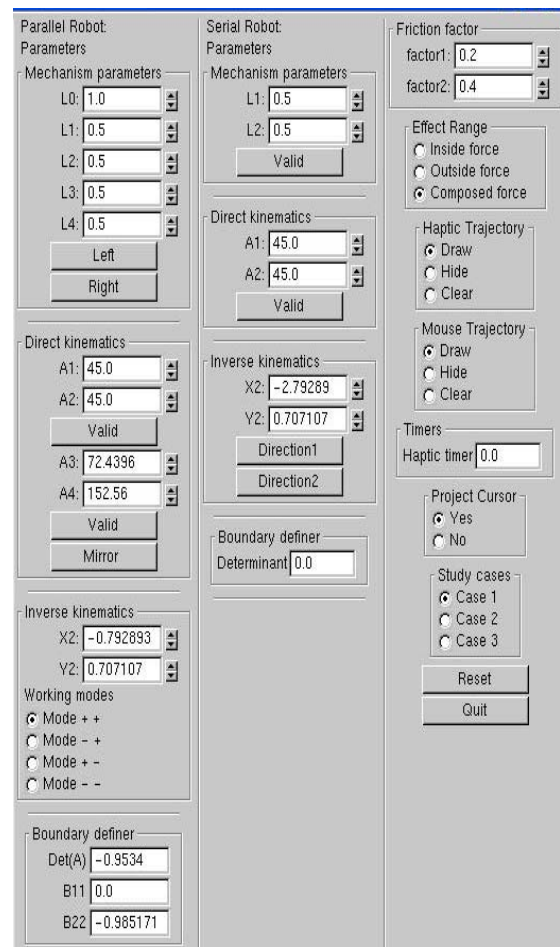 Parallel Robot:
Parameters
Mechanism parameters
L0: 1.0
L1: 0.5
L2: 0.5
L3: 0.5
L4: 0.5
Left
Right
Direct kinematics
A1: 45.0
A2: 45.0
Valid
A3: 72.4396
A4: 152.56
Valid
Mirror
Inverse kinematics
X2: -0.792893
Y2: 0.707107
Working modes
Mode + +
Mode - +
Mode + -
Mode - -
Boundary definer
Det(A) -0.9534
B11 0.0
B22 -0.985171
Serial Robot:
Parameters
Mechanism parameters
L1: 0.5
L2: 0.5
Valid
Direct kinematics
A1: 45.0
A2: 45.0
Valid
Inverse kinematics
X2: -2.79289
Y2: 0.707107
Direction1
Direction2
Boundary definer
Determinant 0.0
Friction factor
factor1: 0.2
factor2: 0.4
Effect Range
Inside force
Outside force
Composed force
Haptic Trajectory
Draw
Hide
Clear
Mouse Trajectory
Draw
Hide
Clear
Timers
Haptic timer 0.0
Project Cursor
Yes
No
Study cases
Case 1
Case 2
Case 3
Reset
Quit